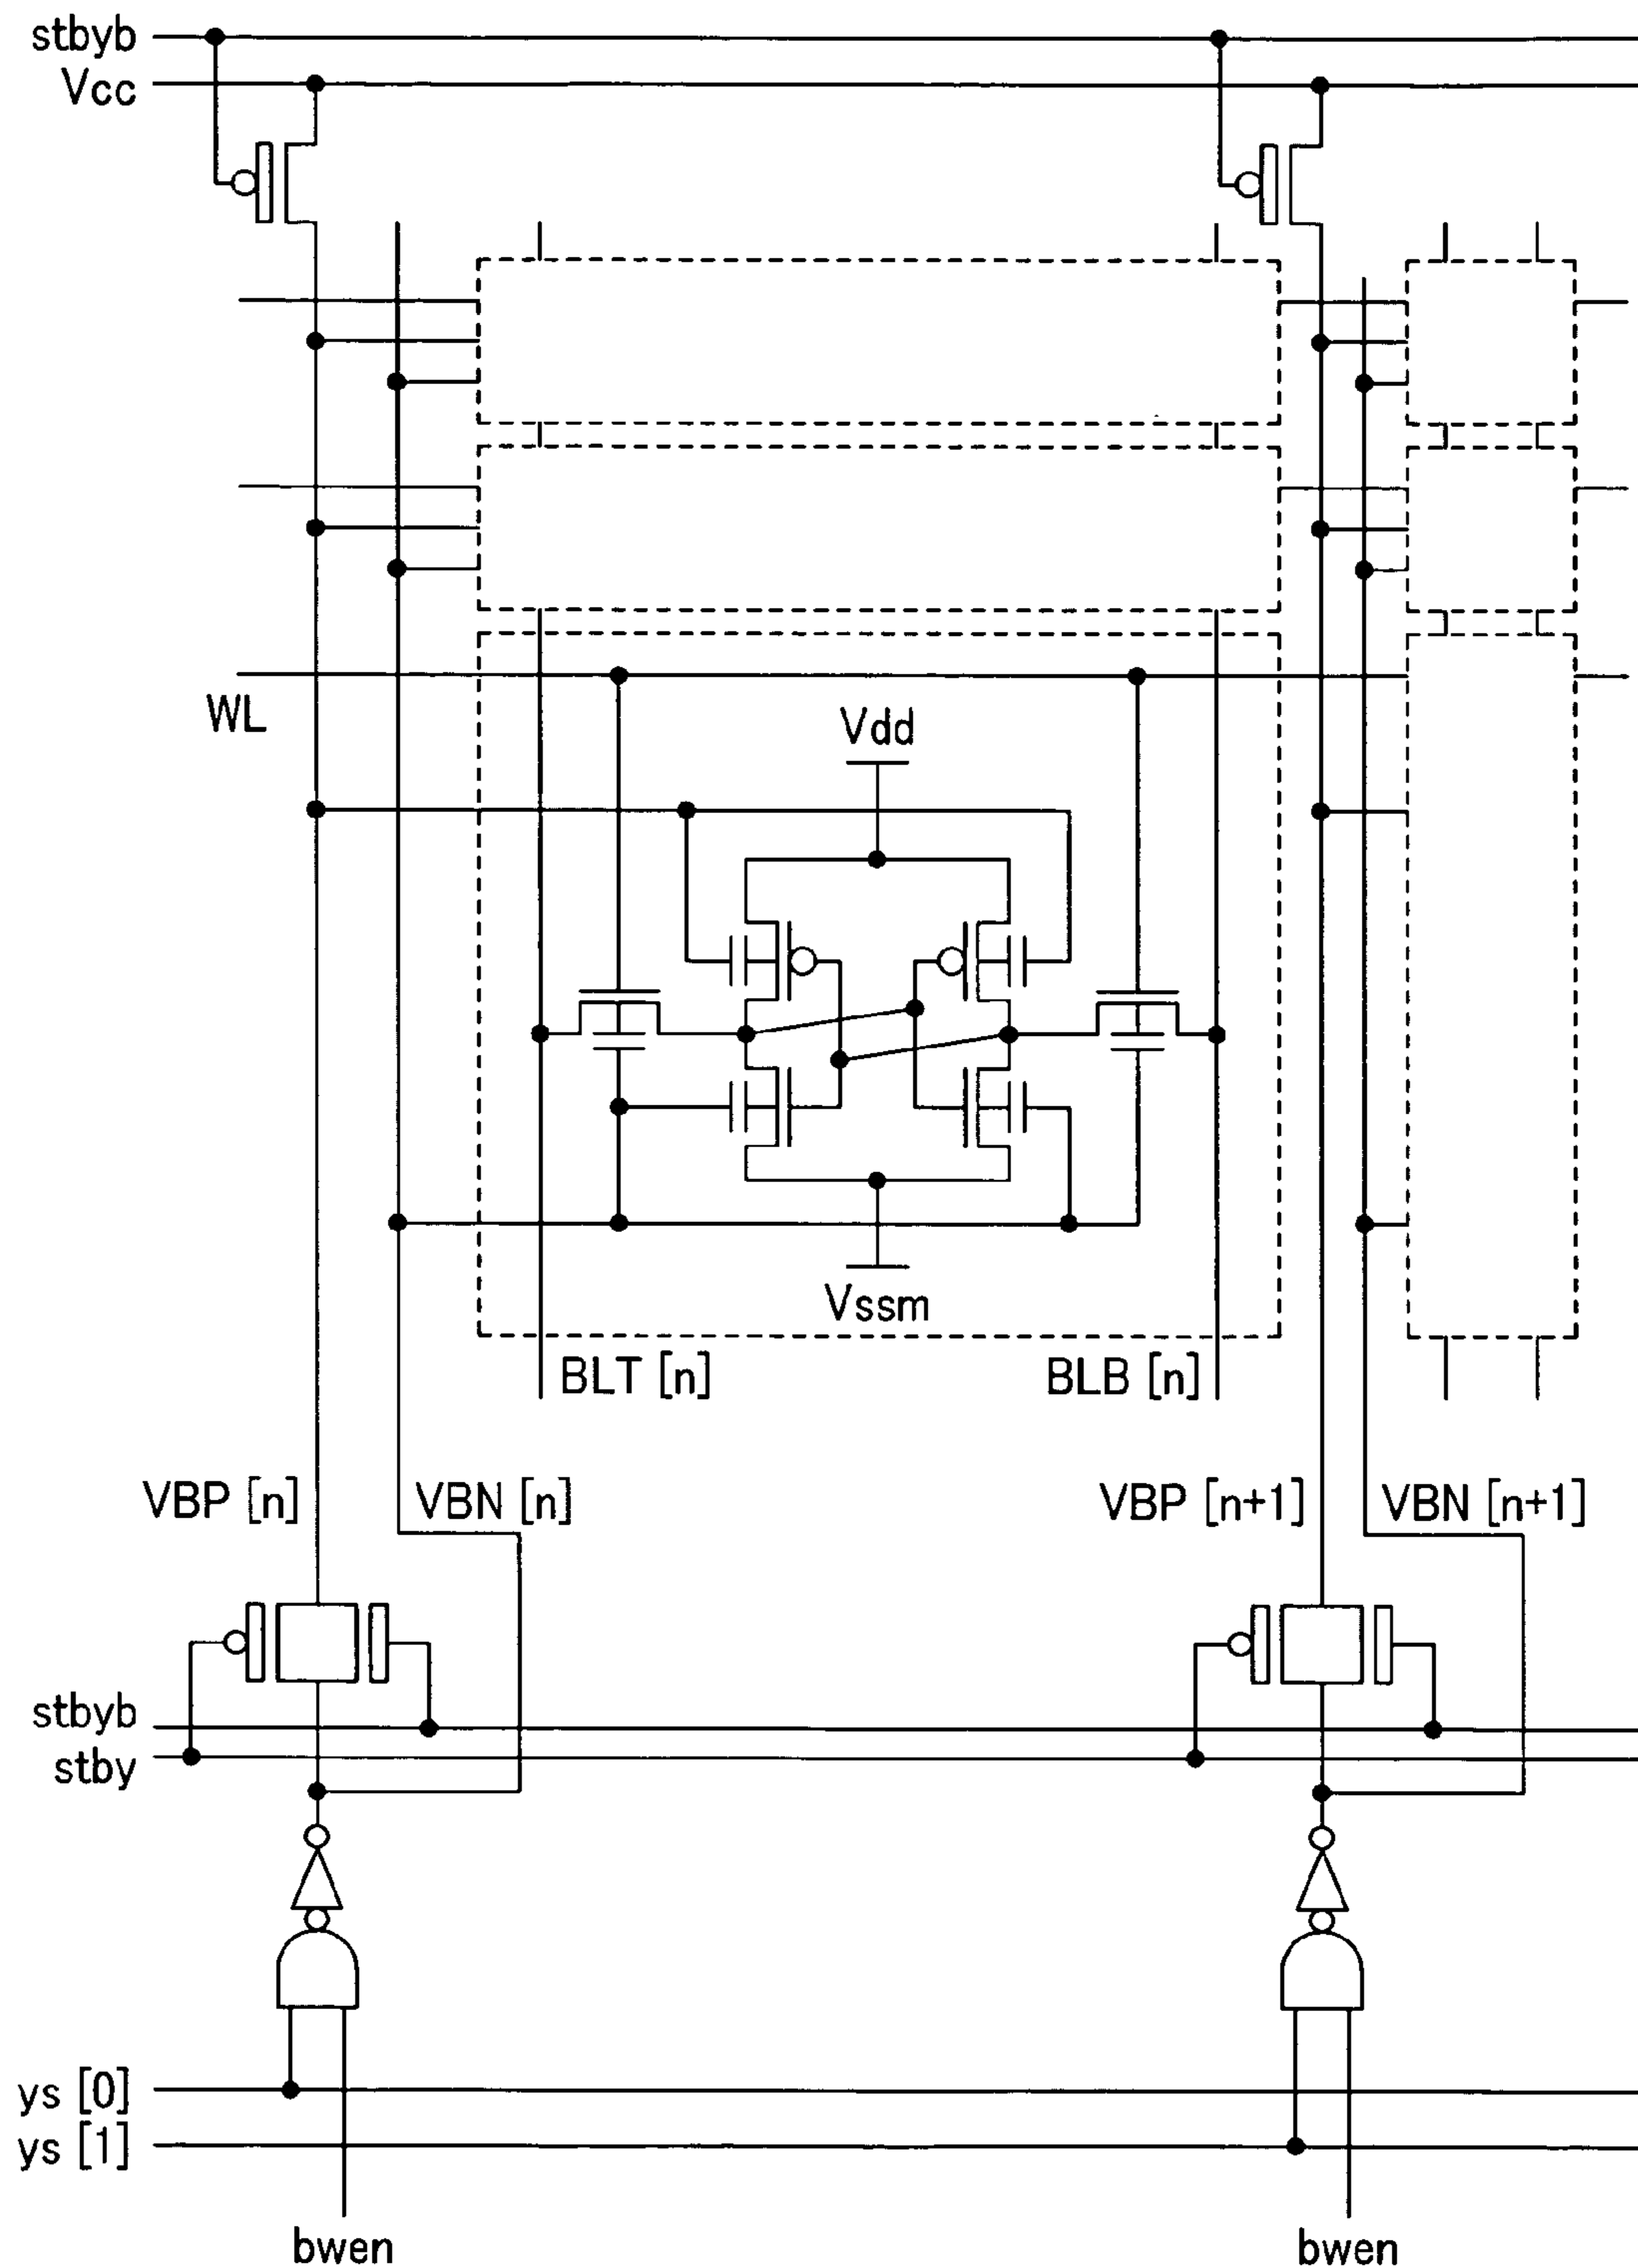 stbyb
Vcc
WL
Vdd
Vssm
BLT [n]
BLB [n]
VBP [n]
VBN [n]
VBP [n+1]
VBN [n+1]
stbyb
stby
ys [0]
ys [1]
bwen
bwen